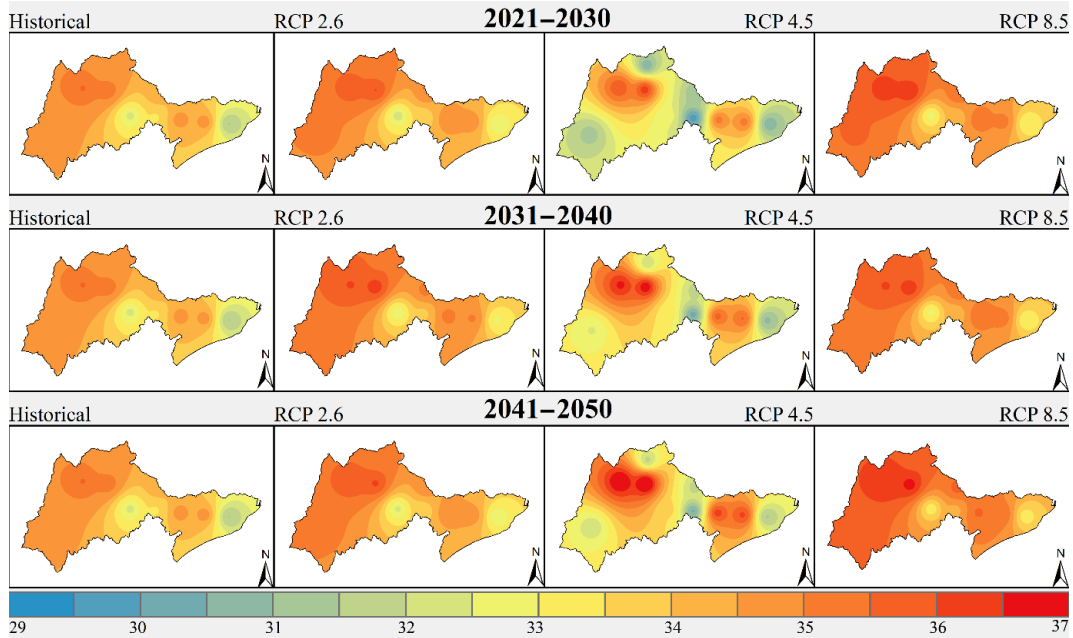 Historical RCP 2.6 2021–2030 RCP 4.5 RCP 8.5
N N N N
Historical RCP 2.6 2031–2040 RCP 4.5 RCP 8.5
N N N N
Historical RCP 2.6 2041–2050 RCP 4.5 RCP 8.5
N N N N
29 30 31 32 33 34 35 36 37